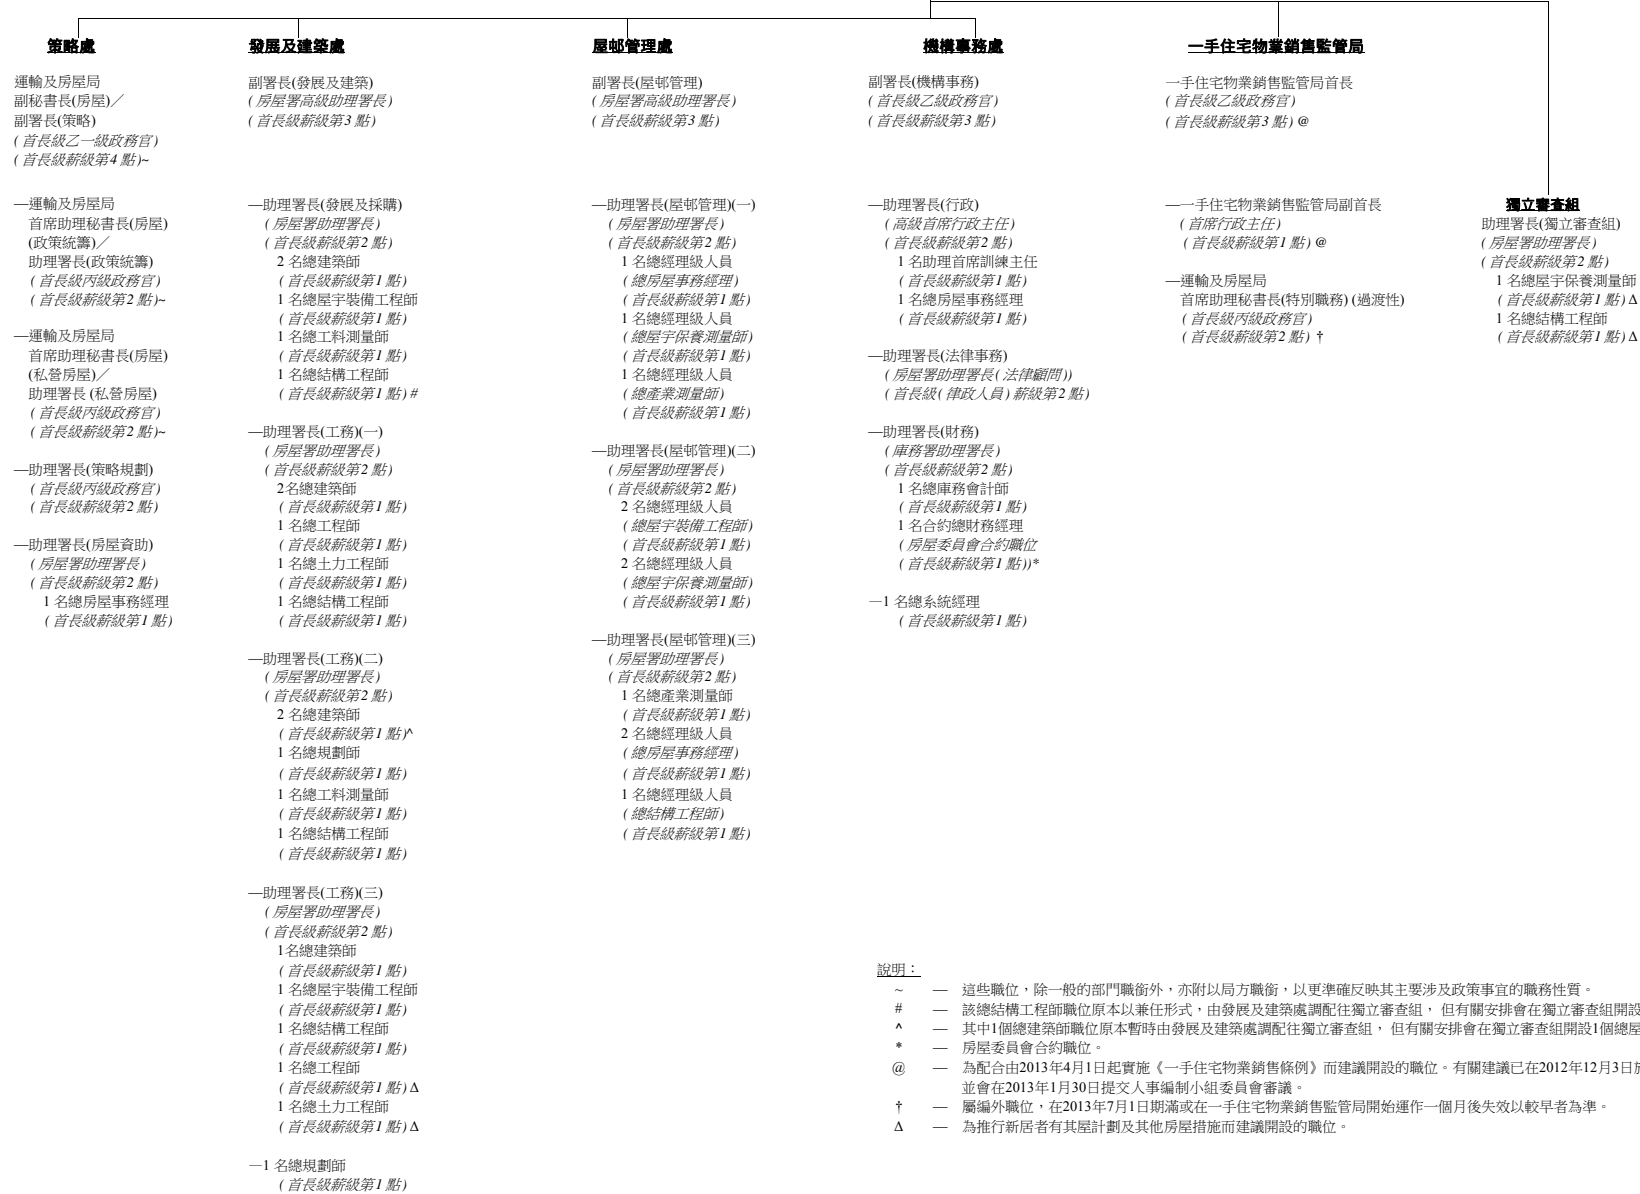 策略處
運輸及房屋局
副秘書長(房屋)／
副署長(策略)
(首長級乙一級政務官)
(首長級薪級第4 點)~
—運輸及房屋局
首席助理秘書長(房屋)
(政策統籌)／
助理署長(政策統籌)
(首長級丙級政務官)
(首長級薪級第2 點)~
—運輸及房屋局
首席助理秘書長(房屋)
(私營房屋)／
助理署長 (私營房屋)
(首長級丙級政務官)
(首長級薪級第2 點)~
—助理署長(策略規劃)
(首長級丙級政務官)
(首長級薪級第2 點)
—助理署長(房屋資助)
(房屋署助理署長)
(首長級薪級第2 點)
1 名總房屋事務經理
(首長級薪級第1 點)
發展及建築處
副署長(發展及建築)
(房屋署高級助理署長)
(首長級薪級第3 點)
—助理署長(發展及採購)
(房屋署助理署長)
(首長級薪級第2 點)
2 名總建築師
(首長級薪級第1 點)
1 名總屋宇裝備工程師
(首長級薪級第1 點)
1 名總工料測量師
(首長級薪級第1 點)
1 名總結構工程師
(首長級薪級第1 點) #
—助理署長(工務)(一)
(房屋署助理署長)
(首長級薪級第2 點)
2名總建築師
(首長級薪級第1 點)
1 名總工程師
(首長級薪級第1 點)
1 名總土力工程師
(首長級薪級第1 點)
1 名總結構工程師
(首長級薪級第1 點)
—助理署長(工務)(二)
(房屋署助理署長)
(首長級薪級第2 點)
2 名總建築師
(首長級薪級第1 點)^
1 名總規劃師
(首長級薪級第1 點)
1 名總工料測量師
(首長級薪級第1 點)
1 名總結構工程師
(首長級薪級第1 點)
—助理署長(工務)(三)
(房屋署助理署長)
(首長級薪級第2 點)
1名總建築師
(首長級薪級第1 點)
1 名總屋宇裝備工程師
(首長級薪級第1 點)
1 名總結構工程師
(首長級薪級第1 點)
1 名總工程師
(首長級薪級第1 點) Δ
1 名總土力工程師
(首長級薪級第1 點) Δ
—1 名總規劃師
(首長級薪級第1 點)
屋邨管理處
副署長(屋邨管理)
(房屋署高級助理署長)
(首長級薪級第3 點)
—助理署長(屋邨管理)(一)
(房屋署助理署長)
(首長級薪級第2 點)
1 名總經理級人員
(總房屋事務經理)
(首長級薪級第1 點)
1 名總經理級人員
(總屋宇保養測量師)
(首長級薪級第1 點)
1 名總經理級人員
(總產業測量師)
(首長級薪級第1 點)
—助理署長(屋邨管理)(二)
(房屋署助理署長)
(首長級薪級第2 點)
2 名總經理級人員
(總屋宇裝備工程師)
(首長級薪級第1 點)
2 名總經理級人員
(總屋宇保養測量師)
(首長級薪級第1 點)
—助理署長(屋邨管理)(三)
(房屋署助理署長)
(首長級薪級第2 點)
1 名總產業測量師
(首長級薪級第1 點)
2 名總經理級人員
(總房屋事務經理)
(首長級薪級第1 點)
1 名總經理級人員
(總結構工程師)
(首長級薪級第1 點)
機構事務處
副署長(機構事務)
(首長級乙級政務官)
(首長級薪級第3 點)
—助理署長(行政)
(高級首席行政主任)
(首長級薪級第2 點)
1 名助理首席訓練主任
(首長級薪級第1 點)
1 名總房屋事務經理
(首長級薪級第1 點)
—助理署長(法律事務)
(房屋署助理署長(法律顧問))
(首長級(律政人員) 薪級第2 點)
—助理署長(財務)
(庫務署助理署長)
(首長級薪級第2 點)
1 名總庫務會計師
(首長級薪級第1 點)
1 名合約總財務經理
(房屋委員會合約職位
(首長級薪級第1 點))*
—1 名總系統經理
(首長級薪級第1 點)
一手住宅物業銷售監管局
一手住宅物業銷售監管局首長
(首長級乙級政務官)
(首長級薪級第3 點) @
—一手住宅物業銷售監管局副首長
(首席行政主任)
(首長級薪級第1 點) @
—運輸及房屋局
首席助理秘書長(特別職務) (過渡性)
(首長級丙級政務官)
(首長級薪級第2 點) †
獨立審查組
助理署長(獨立審查組)
(房屋署助理署長)
(首長級薪級第2 點)
1 名總屋宇保養測量師
(首長級薪級第1 點) Δ
1 名總結構工程師
(首長級薪級第1 點) Δ
說明：
~ — 這些職位，除一般的部門職銜外，亦附以局方職銜，以更準確反映其主要涉及政策事宜的職務性質。
# — 該總結構工程師職位原本以兼任形式，由發展及建築處調配往獨立審查組， 但有關安排會在獨立審查組開設
^ — 其中1個總建築師職位原本暫時由發展及建築處調配往獨立審查組， 但有關安排會在獨立審查組開設1個總屋
* — 房屋委員會合約職位。
@ — 為配合由2013年4月1日起實施《一手住宅物業銷售條例》而建議開設的職位。有關建議已在2012年12月3日
並會在2013年1月30日提交人事編制小組委員會審議。
† — 屬編外職位，在2013年7月1日期滿或在一手住宅物業銷售監管局開始運作一個月後失效以較早者為準。
Δ — 為推行新居者有其屋計劃及其他房屋措施而建議開設的職位。